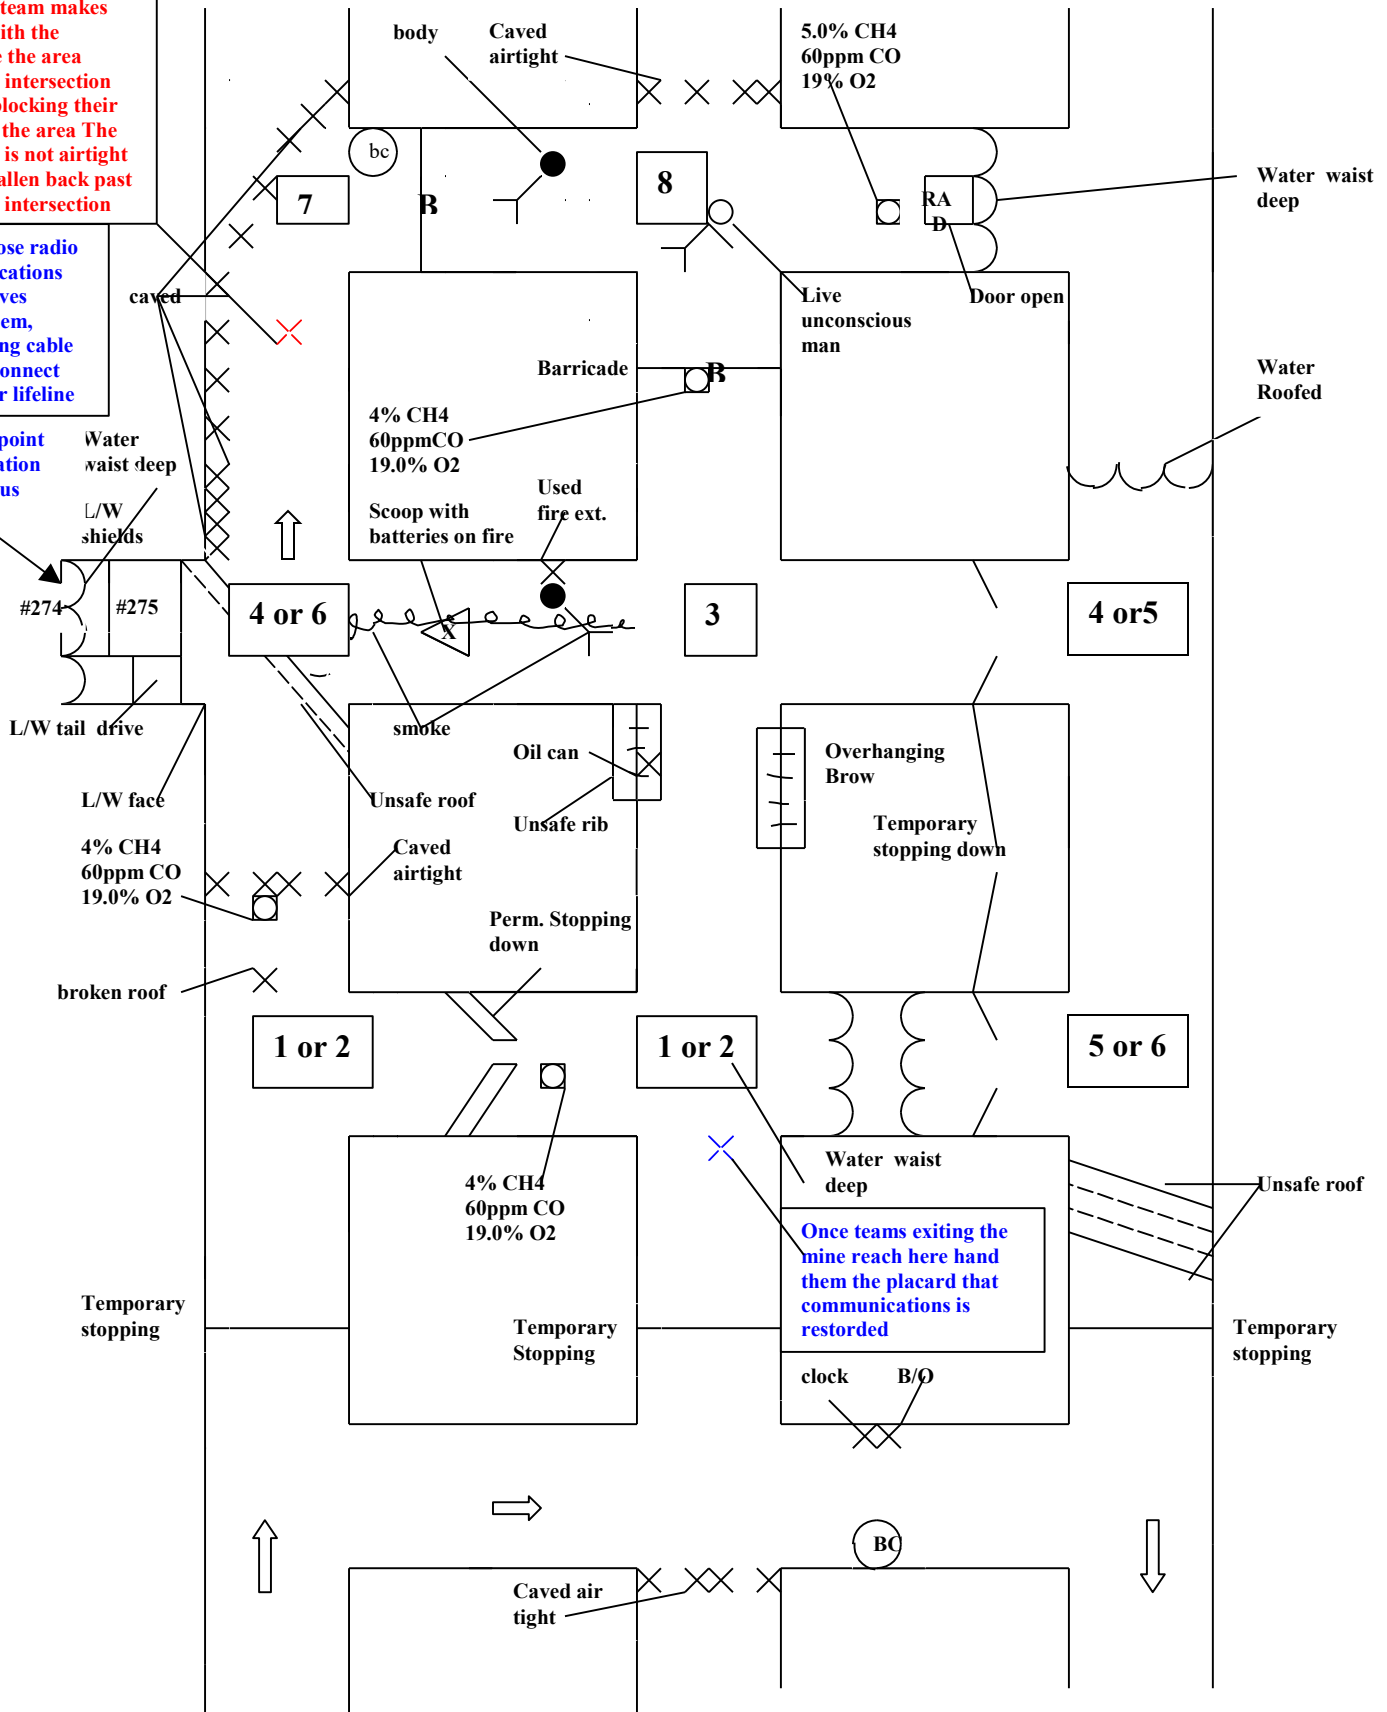 team makes
ith the
e the area
intersection
locking their
the area The
is not airtight
allen back past
intersection
ose radio
cations
ves
em,
ng cable
onnect
r lifeline
point
ation
us
body
Caved
airtight
5.0% CH4
60ppm CO
19% O2
bc
7
B
8
RA
D
Water waist
deep
caved
Live
unconscious
man
Door open
Barricade
B
Water
Roofed
4% CH4
60ppmCO
19.0% O2
Water
waist deep
Used
fire ext.
L/W
shields
Scoop with
batteries on fire
#274
#275
4 or 6
X
3
4 or5
L/W tail drive
smoke
Oil can
Overhanging
Brow
L/W face
Unsafe roof
Unsafe rib
Temporary
stopping down
4% CH4
60ppm CO
19.0% O2
Caved
airtight
Perm. Stopping
down
broken roof
1 or 2
1 or 2
5 or 6
Water waist
deep
4% CH4
60ppm CO
19.0% O2
Unsafe roof
Once teams exiting the
mine reach here hand
them the placard that
communications is
restorded
Temporary
stopping
Temporary
Stopping
Temporary
stopping
clock
B/O
BC
Caved air
tight